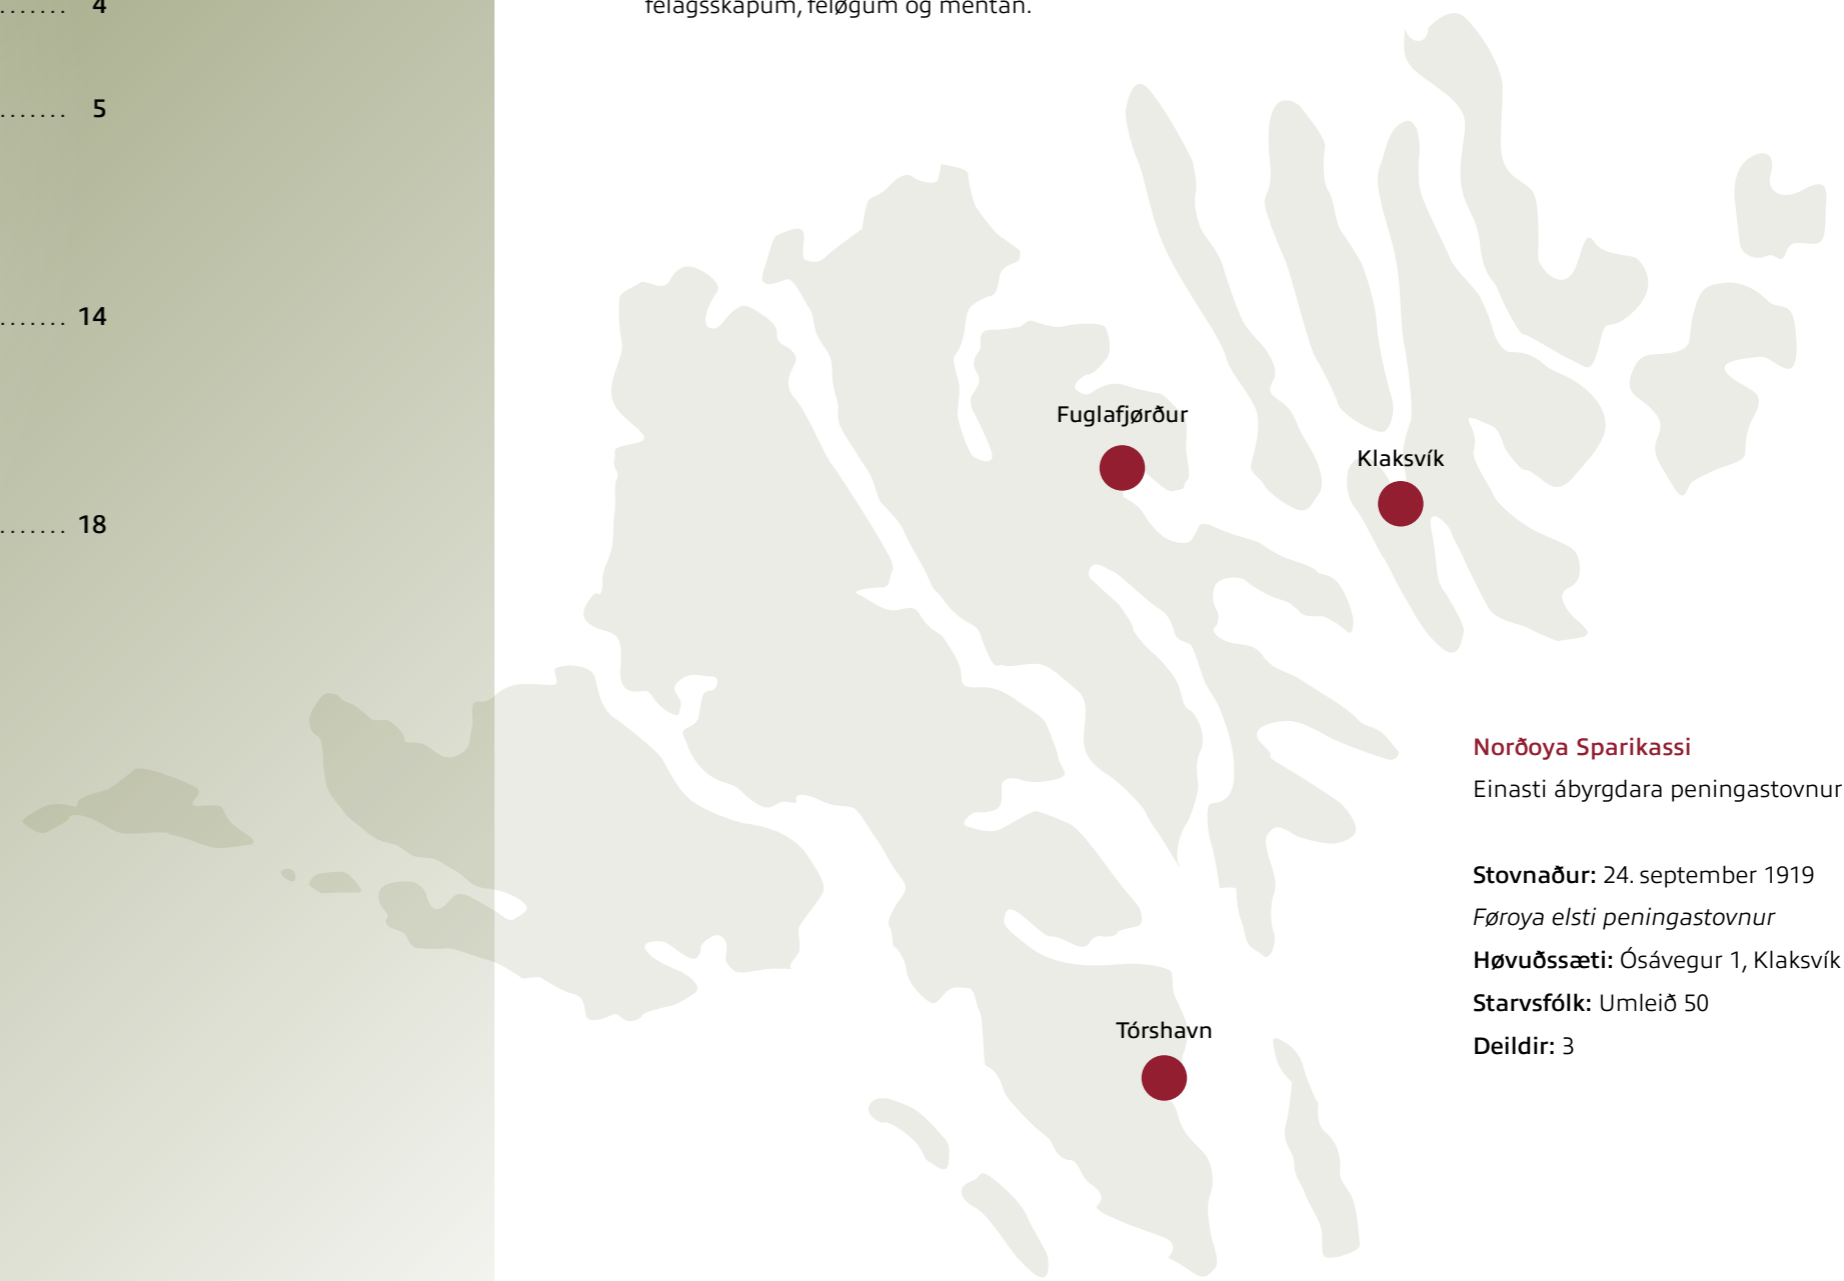 ....... 4
....... 5
....... 14
....... 18
felagsskapum, feløgum og mentan.
Fuglafjørður
Klaksvík
Tórshavn
Norðoya Sparikassi
Einasti ábyrgdara peningastovnur
Stovnaður: 24. september 1919
Føroya elsti peningastovnur
Høvuðssæti: Ósávegur 1, Klaksvík
Starvsfólk: Umleið 50
Deildir: 3